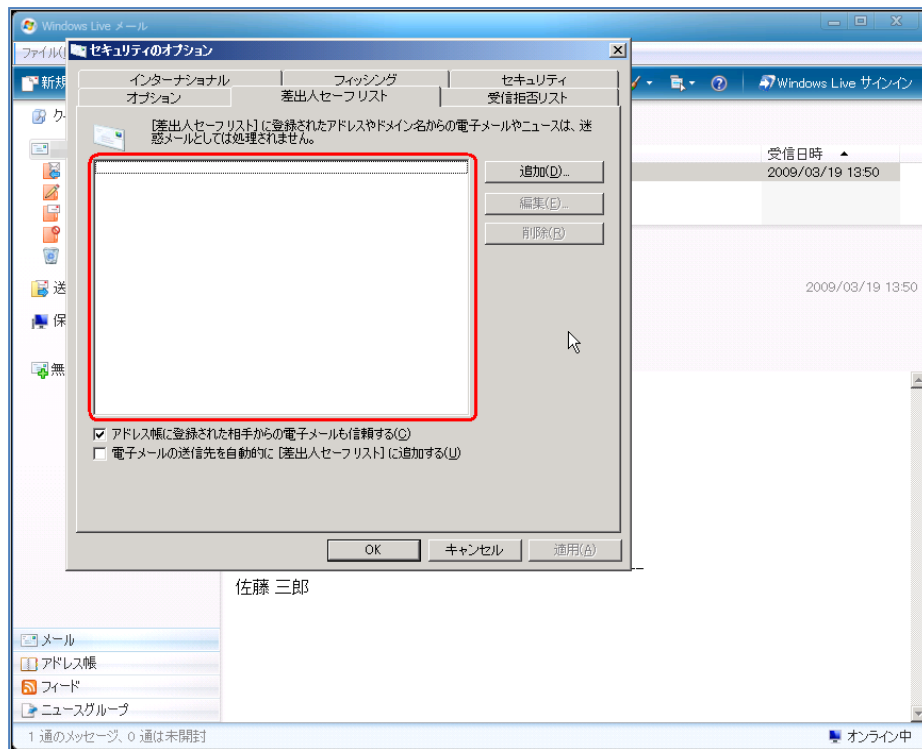 Windows Live メール
ファイル(
セキュリティのオプション
新規
Windows Live サインイン
インターナショナル
フィッシング
セキュリティ
オプション
差出人セーフリスト
受信拒否リスト
[差出人セーフリスト] に登録されたアドレスやドメイン名からの電子メールやニュースは、迷
惑メールとしては処理されません。
追加(D)...
編集(E)...
削除(R)
受信日時
2009/03/19 13:50
2009/03/19 13:50
ク
送
保
無
アドレス帳に登録された相手からの電子メールも信頼する(C)
電子メールの送信先を自動的に [差出人セーフリスト] に追加する(U)
OK
キャンセル
適用(A)
佐藤 三郎
メール
アドレス帳
フィード
ニュースグループ
1 通のメッセージ、0 通は未開封
オンライン中